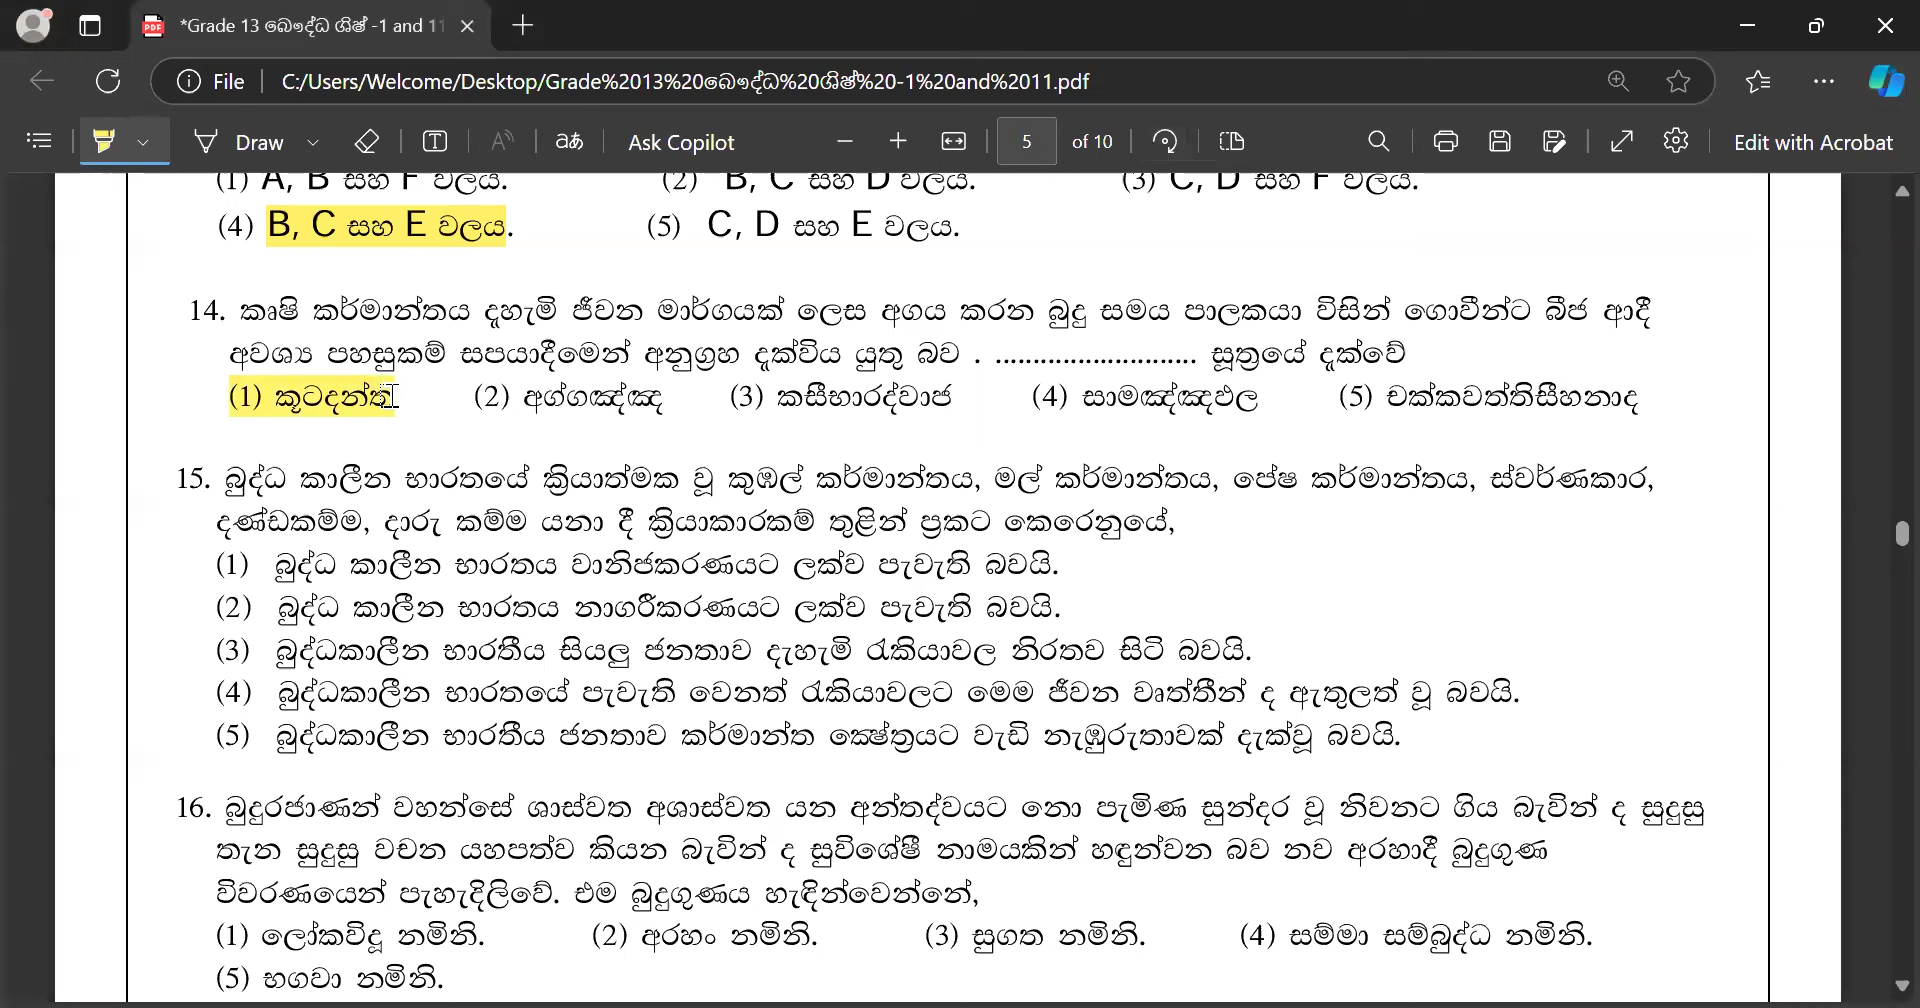 *Grade 13 බෞද්ධ ශිෂ් -1 and 11
File C:/Users/Welcome/Desktop/Grade%2013%20බෞද්ධ%20ශිෂ්%20-1%20and%2011.pdf
Draw Ask Copilot 5 of 10 Edit with Acrobat
(1) A, B සහ F වලය. (2) B, C සහ D වලය. (3) C, D සහ F වලය.
(4) B, C සහ E වලය. (5) C, D සහ E වලය.
14. කෘෂි කර්මාන්තය දැහැමි ජීවන මාර්ගයක් ලෙස අගය කරන බුදු සමය පාලකයා විසින් ගොවීන්ට බීජ ආදී
අවශ්‍ය පහසුකම් සපයාදීමෙන් අනුග්‍රහ දැක්විය යුතු බව . ........................... සූත්‍රයේ දැක්වේ
(1) කූටදන්ත (2) අග්ගඤ්ඤ (3) කසීභාරද්වාජ (4) සාමඤ්ඤඵල (5) චක්කවත්තිසීහනාද
15. බුද්ධ කාලීන භාරතයේ ක්‍රියාත්මක වූ කුඹල් කර්මාන්තය, මල් කර්මාන්තය, පේෂ කර්මාන්තය, ස්වර්ණකාර,
දණ්ඩකම්ම, දාරු කම්ම යනා දී ක්‍රියාකාරකම් තුළින් ප්‍රකට කෙරෙනුයේ,
(1) බුද්ධ කාලීන භාරතය වානිජකරණයට ලක්ව පැවැති බවයි.
(2) බුද්ධ කාලීන භාරතය නාගරීකරණයට ලක්ව පැවැති බවයි.
(3) බුද්ධකාලීන භාරතීය සියලු ජනතාව දැහැමි රැකියාවල නිරතව සිටි බවයි.
(4) බුද්ධකාලීන භාරතයේ පැවැති වෙනත් රැකියාවලට මෙම ජීවන වෘත්තීන් ද ඇතුලත් වූ බවයි.
(5) බුද්ධකාලීන භාරතීය ජනතාව කර්මාන්ත ක්‍ෂේත්‍රයට වැඩි නැඹුරුතාවක් දැක්වූ බවයි.
16. බුදුරජාණන් වහන්සේ ශාස්වත අශාස්වත යන අන්තද්වයට නො පැමිණ සුන්දර වූ නිවනට ගිය බැවින් ද සුදුසු
තැන සුදුසු වචන යහපත්ව කියන බැවින් ද සුවිශේෂී නාමයකින් හඳුන්වන බව නව අරහාදී බුදුගුණ
විවරණයෙන් පැහැදිලිවේ. එම බුදුගුණය හැඳින්වෙන්නේ,
(1) ලෝකවිදූ නමිනි. (2) අරහං නමිනි. (3) සුගත නමිනි. (4) සම්මා සම්බුද්ධ නමිනි.
(5) භගවා නමිනි.